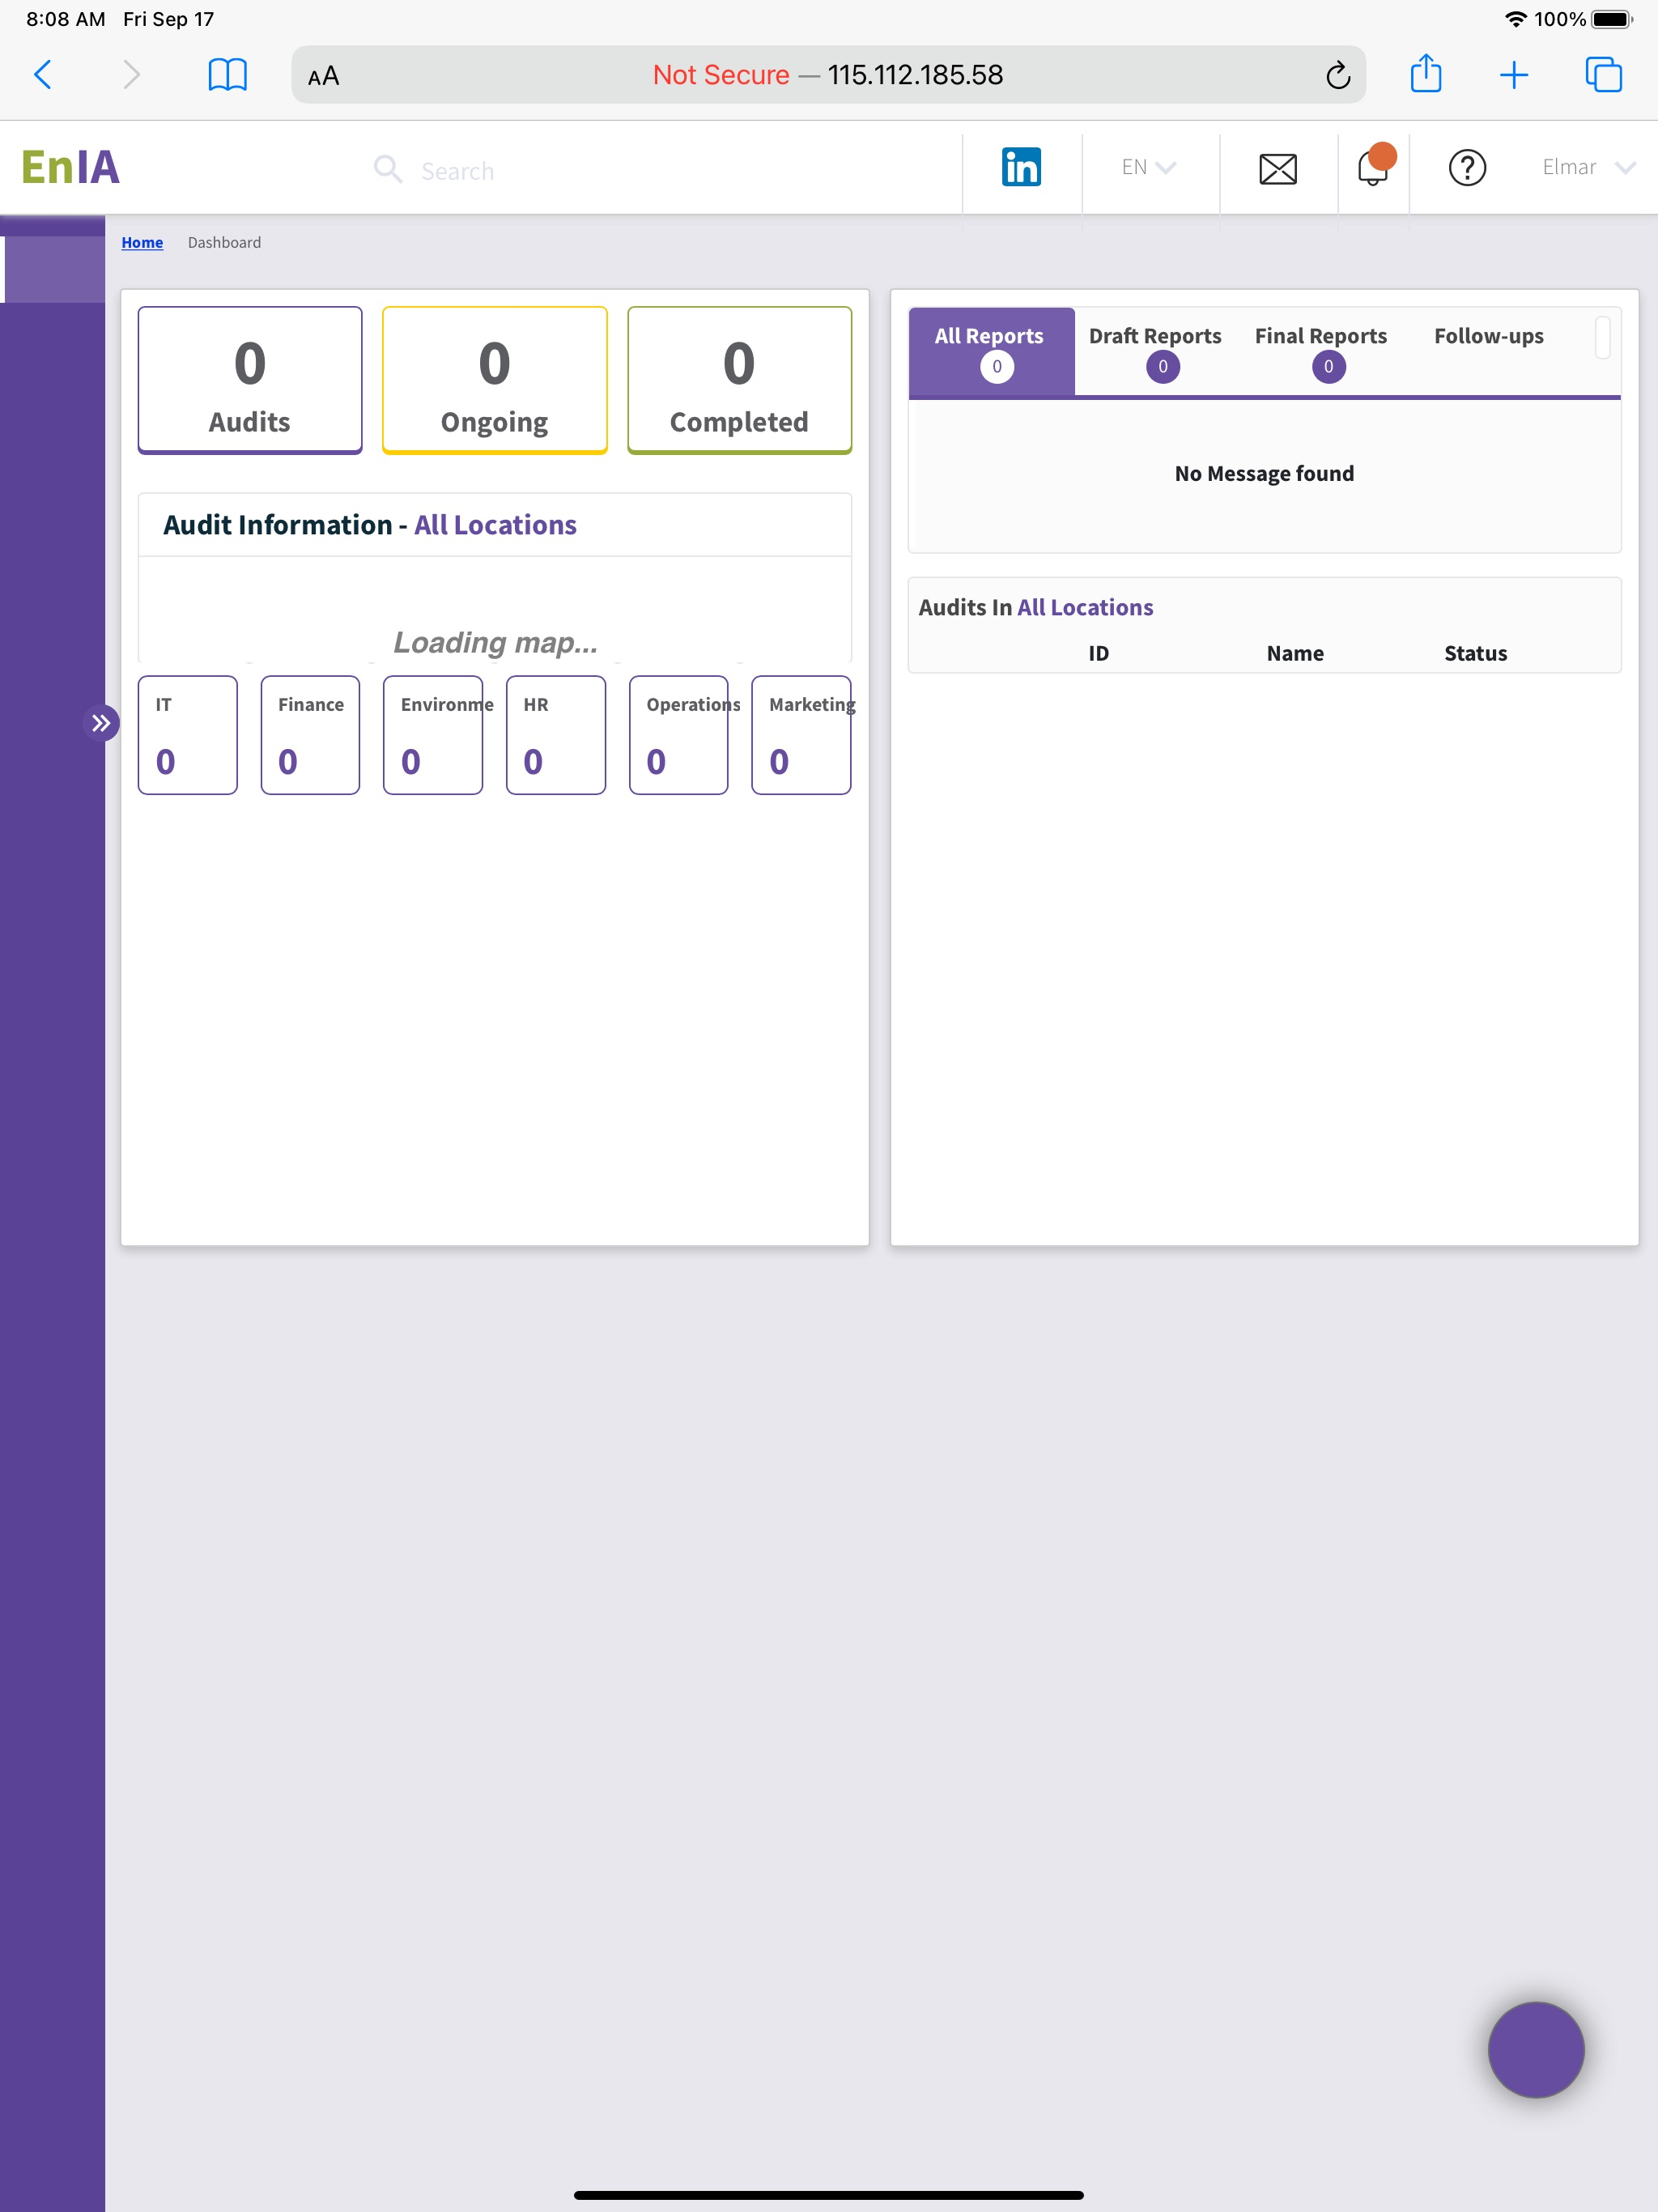 8:08 AM Fri Sep 17
100%
AA
Not Secure — 115.112.185.58
EnIA
Search
in
EN
?
Elmar
Home
Dashboard
0
Audits
0
Ongoing
0
Completed
Audit Information - All Locations
Loading map...
IT
0
Finance
0
Environme
0
HR
0
Operations
0
Marketing
0
All Reports
0
Draft Reports
0
Final Reports
0
Follow-ups
No Message found
Audits In All Locations
ID Name Status